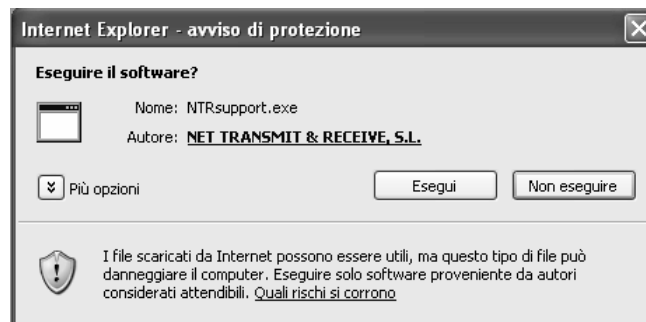 Internet Explorer - avviso di protezione
Eseguire il software?
Nome: NTRsupport.exe
Autore: NET TRANSMIT & RECEIVE, S.L.
Più opzioni
Esegui
Non eseguire
I file scaricati da Internet possono essere utili, ma questo tipo di file può
danneggiare il computer. Eseguire solo software proveniente da autori
considerati attendibili. Quali rischi si corrono